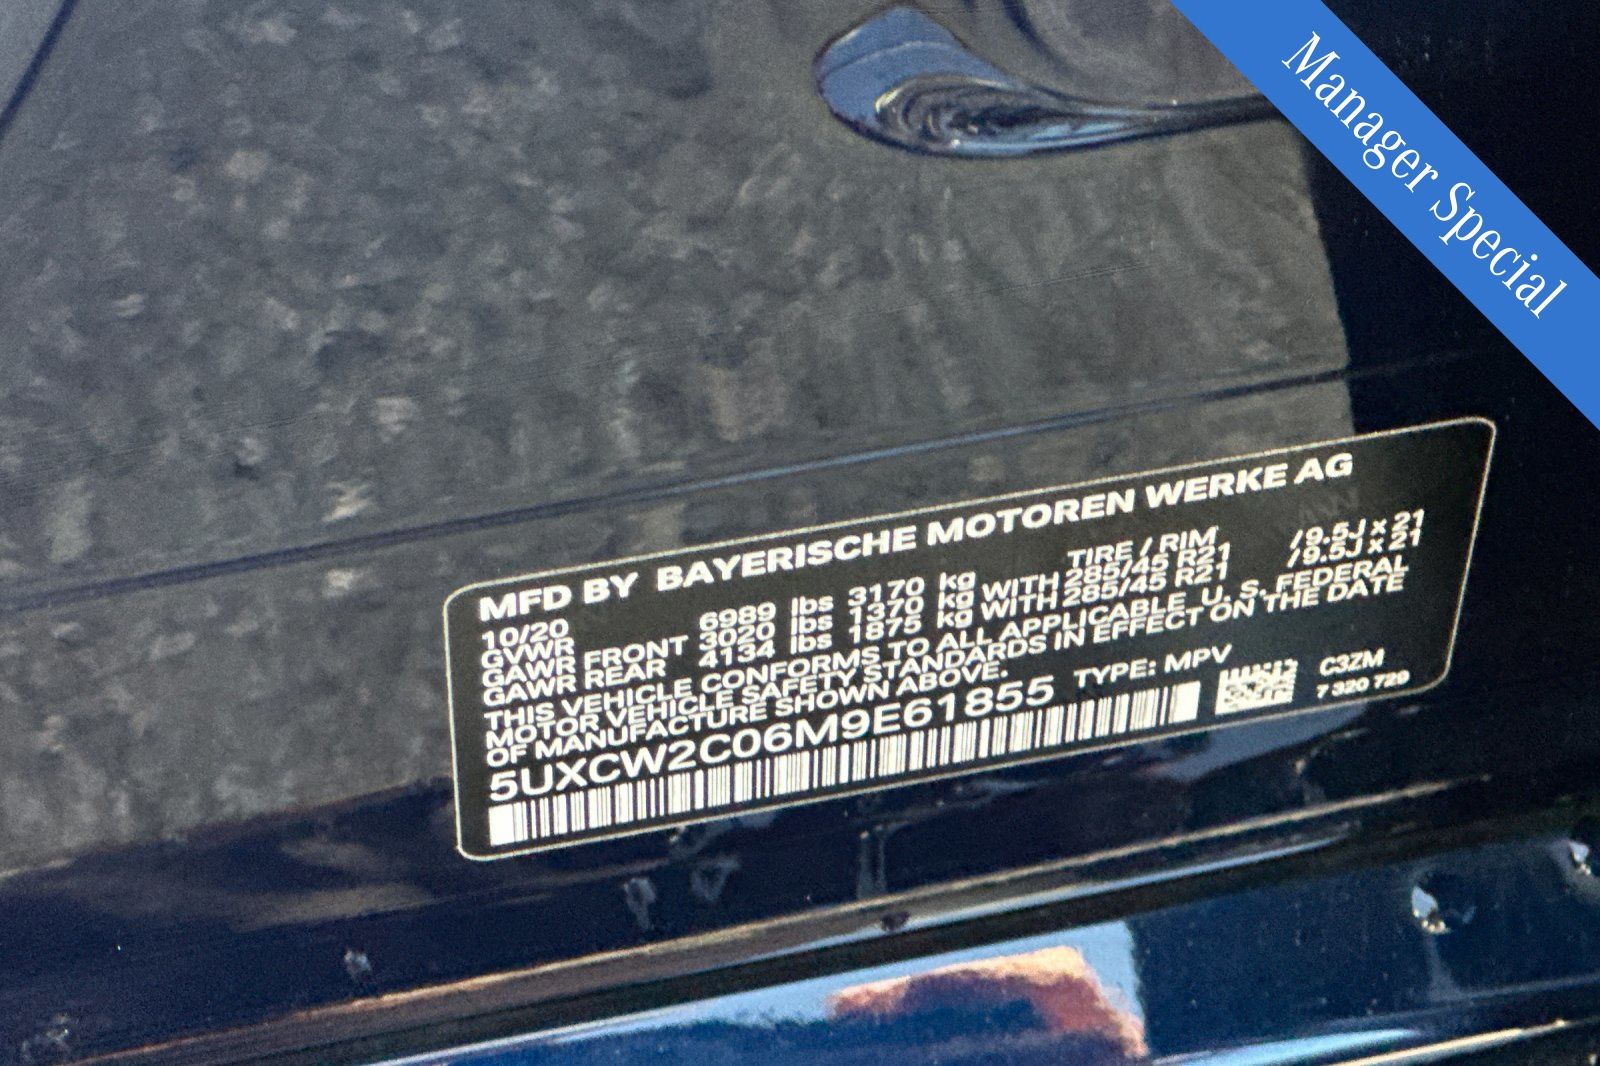 Manager Special
MFD BY BAYERISCHE MOTOREN WERKE AG
10/20 TIRE / RIM
GVWR 6989 lbs 3170 kg
GAWR FRONT 3020 lbs 1370 kg WITH 285/45 R21 /9.5J x 21
GAWR REAR 4134 lbs 1875 kg WITH 285/45 R21 /9.5J x 21
THIS VEHICLE CONFORMS TO ALL APPLICABLE U. S. FEDERAL
MOTOR VEHICLE SAFETY STANDARDS IN EFFECT ON THE DATE
OF MANUFACTURE SHOWN ABOVE.
5UXCW2C06M9E61855 TYPE: MPV
C3ZM
7 320 729